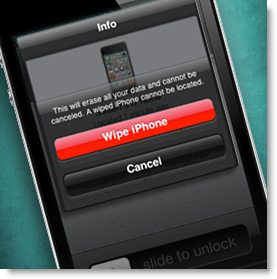 Info
This will erase all your data and cannot be
canceled. A wiped iPhone cannot be located.
Wipe iPhone
Cancel
slide to unlock